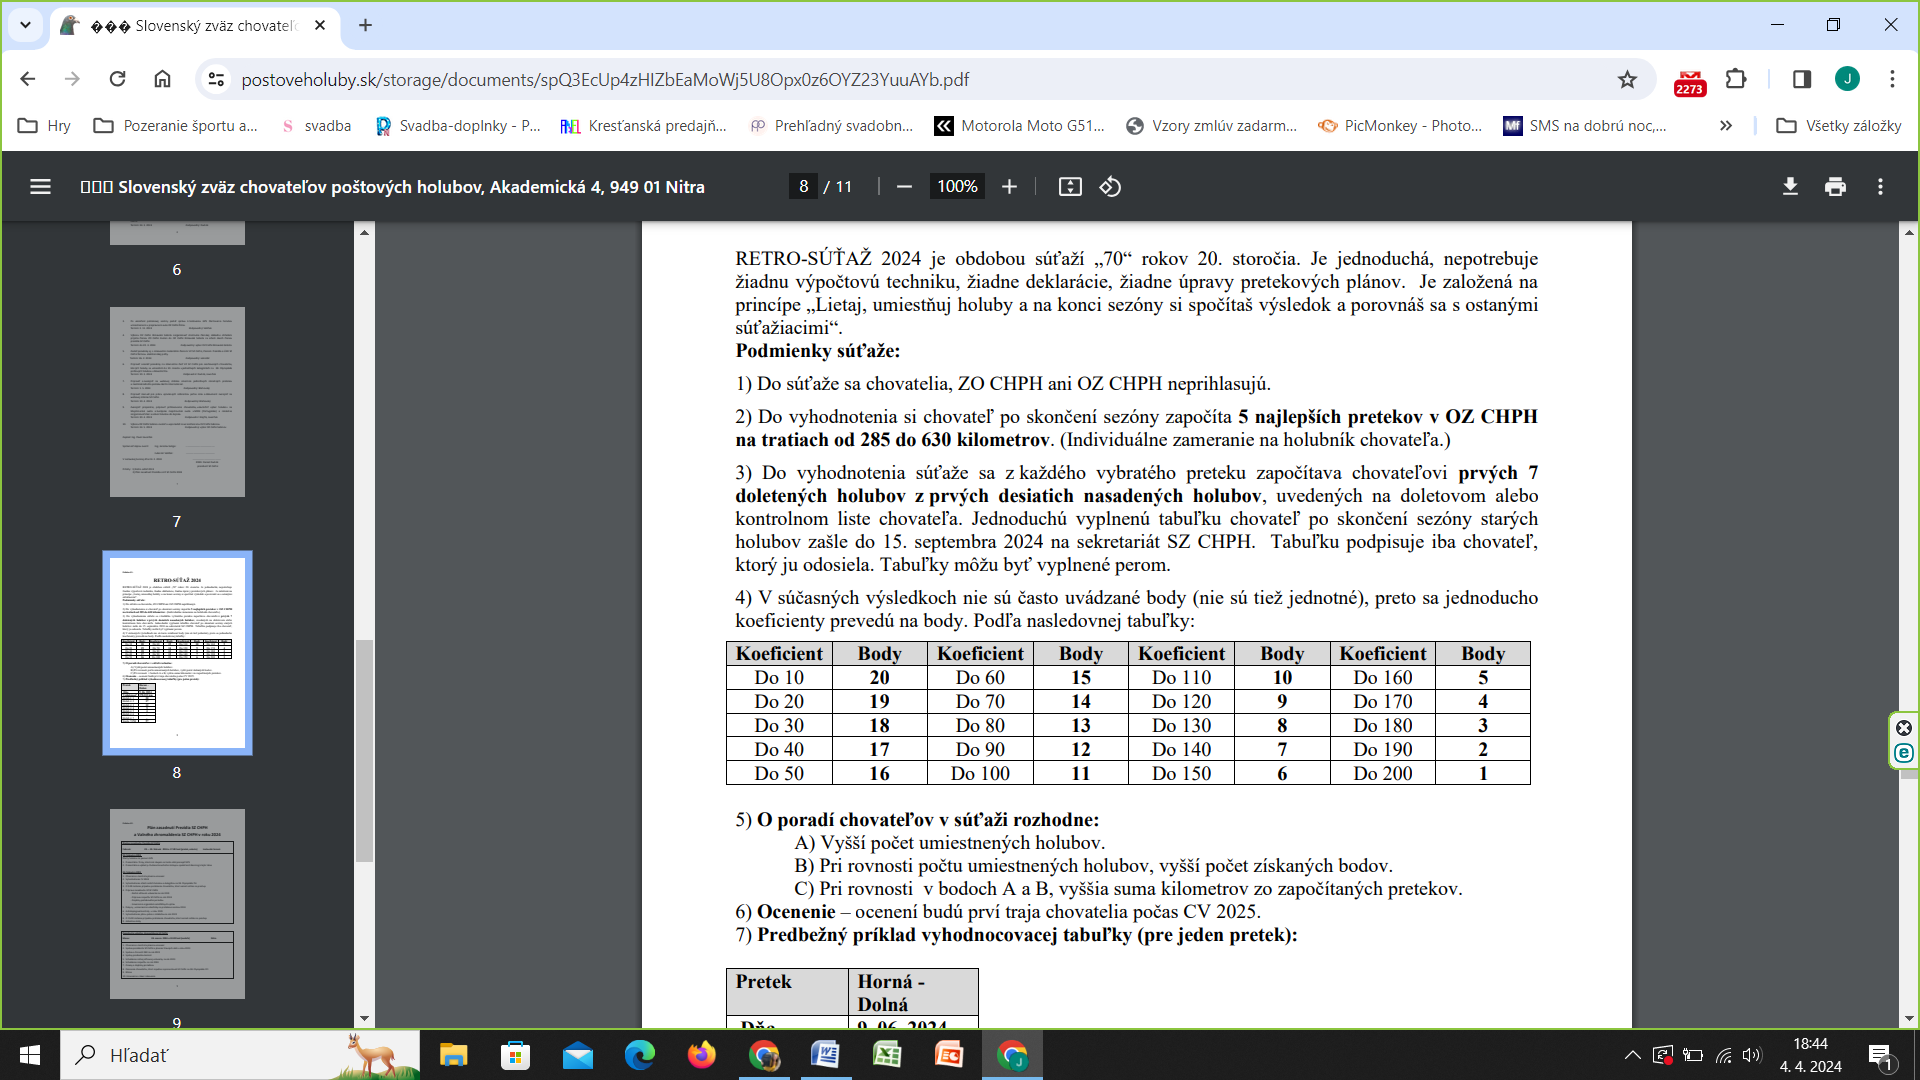 ��� Slovenský zväz chovateľo
postoveholuby.sk/storage/documents/spQ3EcUp4zHIZbEaMoWj5U8Opx0z6OYZ23YuuAYb.pdf
2273
J
Hry
Pozeranie športu a...
svadba
Svadba-doplnky - P...
Kresťanská predajň...
Prehľadný svadobn...
Motorola Moto G51...
Vzory zmlúv zadarm...
PicMonkey - Photo...
SMS na dobrú noc,...
Všetky záložky
Slovenský zväz chovateľov poštových holubov, Akademická 4, 949 01 Nitra
8 / 11
100%
6
7
RETRO-SÚŤAŽ 2024
8
9
RETRO-SÚŤAŽ 2024 je obdobou súťaží „70“ rokov 20. storočia. Je jednoduchá, nepotrebuje
žiadnu výpočtovú techniku, žiadne deklarácie, žiadne úpravy pretekových plánov. Je založená na
princípe „Lietaj, umiestňuj holuby a na konci sezóny si spočítaš výsledok a porovnáš sa s ostanými
súťažiacimi“.
Podmienky súťaže:
1) Do súťaže sa chovatelia, ZO CHPH ani OZ CHPH neprihlasujú.
2) Do vyhodnotenia si chovateľ po skončení sezóny započíta 5 najlepších pretekov v OZ CHPH
na tratiach od 285 do 630 kilometrov. (Individuálne zameranie na holubník chovateľa.)
3) Do vyhodnotenia súťaže sa z každého vybratého preteku započítava chovateľovi prvých 7
doletených holubov z prvých desiatich nasadených holubov, uvedených na doletovom alebo
kontrolnom liste chovateľa. Jednoduchú vyplnenú tabuľku chovateľ po skončení sezóny starých
holubov zašle do 15. septembra 2024 na sekretariát SZ CHPH. Tabuľku podpisuje iba chovateľ,
ktorý ju odosiela. Tabuľky môžu byť vyplnené perom.
4) V súčasných výsledkoch nie sú často uvádzané body (nie sú tiež jednotné), preto sa jednoducho
koeficienty prevedú na body. Podľa nasledovnej tabuľky:
Koeficient Body Koeficient Body Koeficient Body Koeficient Body
Do 10 20 Do 60 15 Do 110 10 Do 160 5
Do 20 19 Do 70 14 Do 120 9 Do 170 4
Do 30 18 Do 80 13 Do 130 8 Do 180 3
Do 40 17 Do 90 12 Do 140 7 Do 190 2
Do 50 16 Do 100 11 Do 150 6 Do 200 1
5) O poradí chovateľov v súťaži rozhodne:
A) Vyšší počet umiestnených holubov.
B) Pri rovnosti počtu umiestnených holubov, vyšší počet získaných bodov.
C) Pri rovnosti v bodoch A a B, vyššia suma kilometrov zo započítaných pretekov.
6) Ocenenie – ocenení budú prví traja chovatelia počas CV 2025.
7) Predbežný príklad vyhodnocovacej tabuľky (pre jeden pretek):
Pretek Horná -
Dolná
Dňa 9. 06. 2024
Hľadať
18:44
4. 4. 2024
1